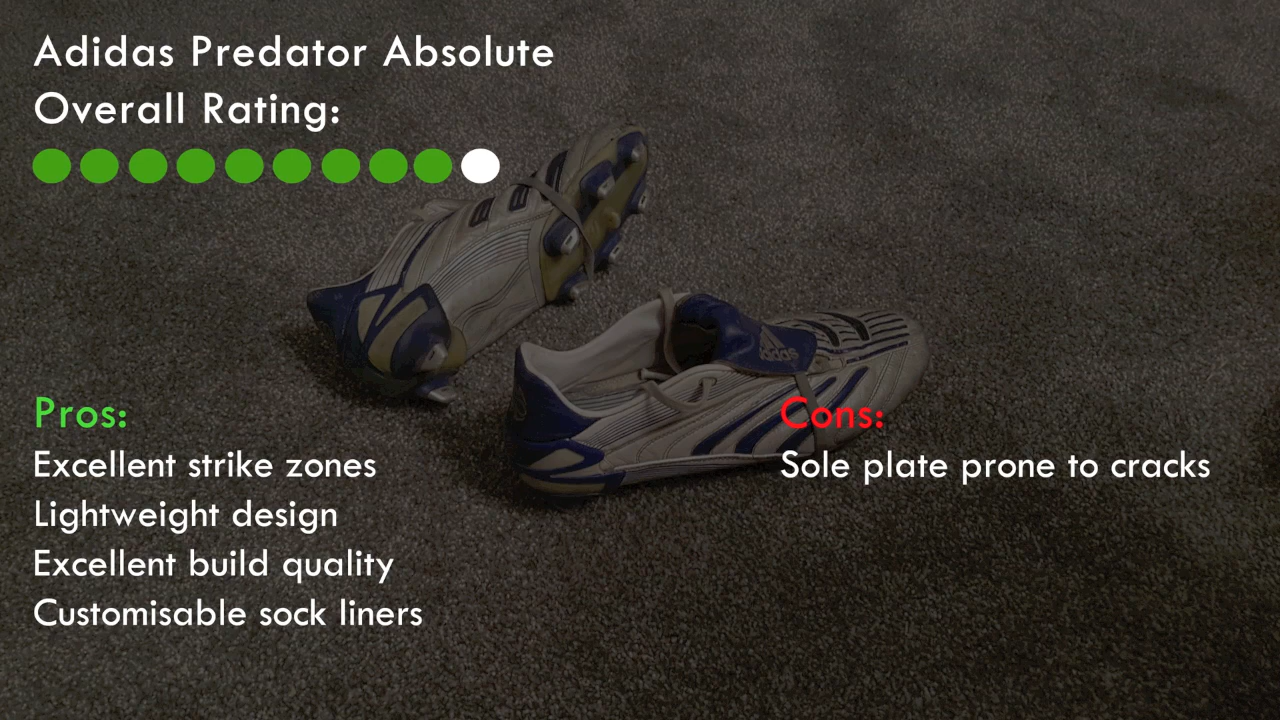 Adidas Predator Absolute
Overall Rating:
Pros:
Excellent strike zones
Lightweight design
Excellent build quality
Customisable sock liners
Cons:
Sole plate prone to cracks
adidas